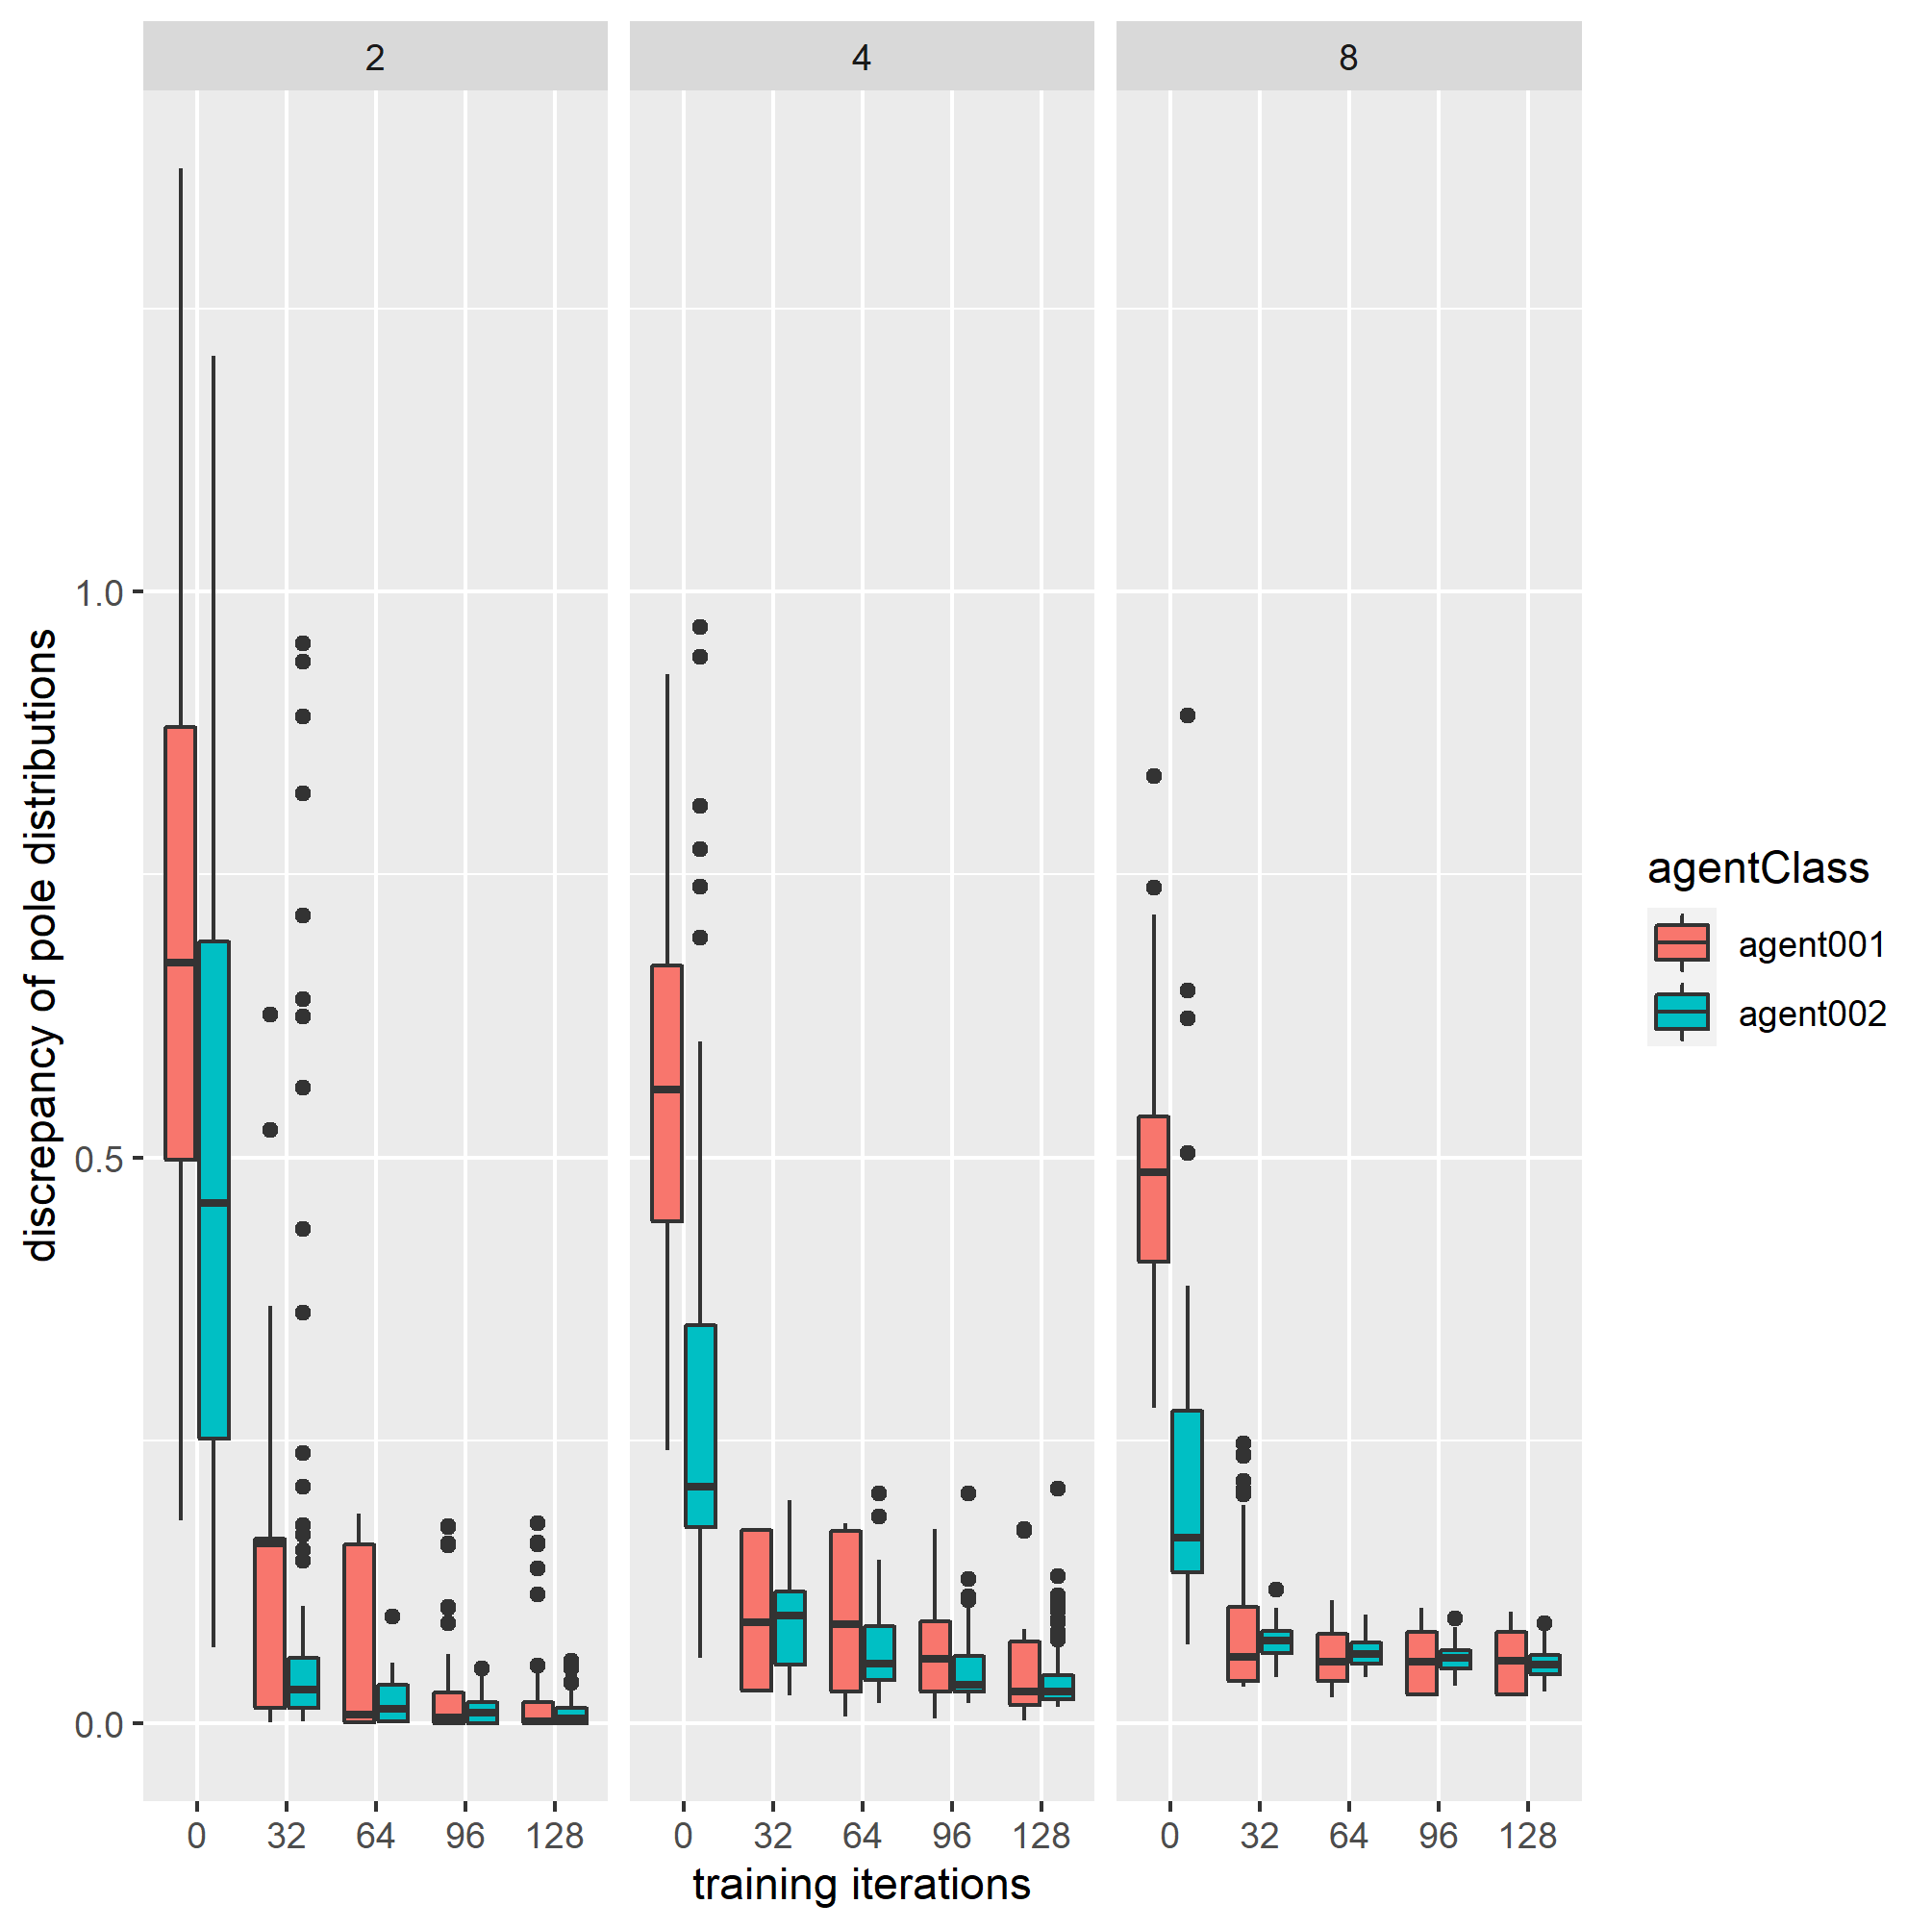 2
4
8
discrepancy of pole distributions
1.0
0.5
0.0
0 32 64 96 128
0 32 64 96 128
0 32 64 96 128
training iterations
agentClass
agent001
agent002